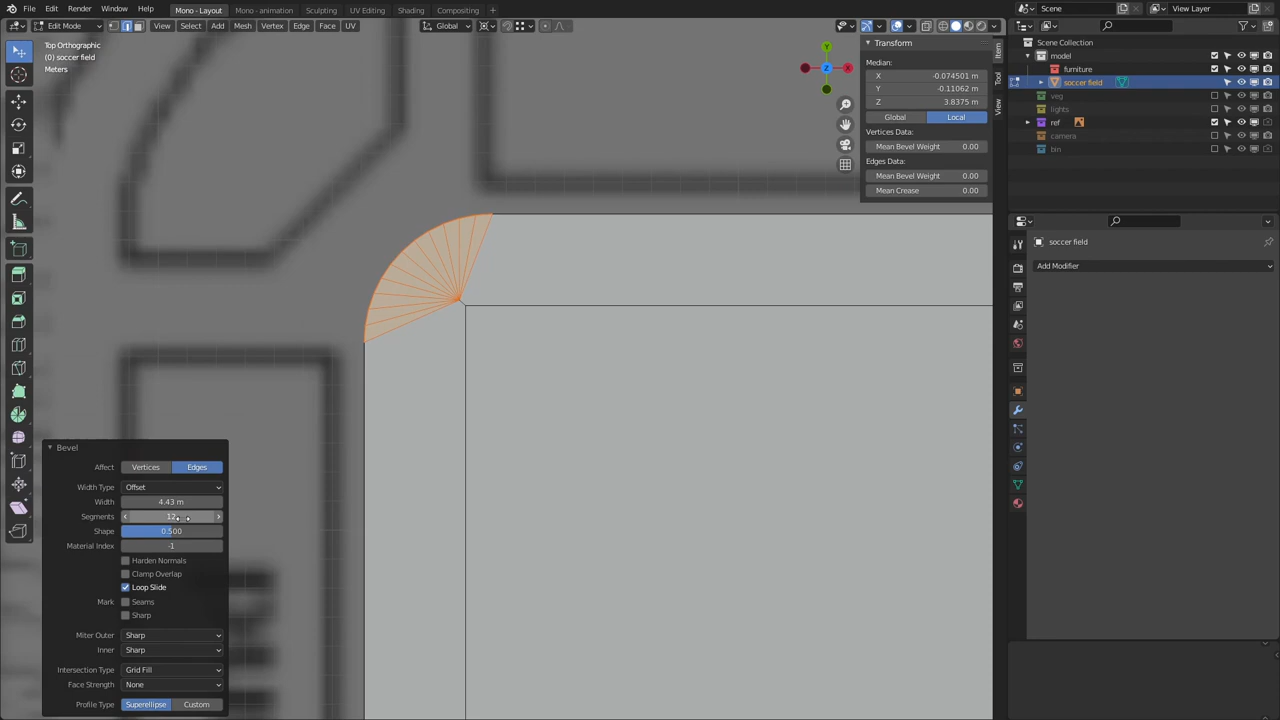 File Edit Render Window Help Mono - Layout Mono - animation Sculpting UV Editing Shading Compositing Scene View Layer
Edit Mode View Select Add Mesh Vertex Edge Face UV Global
Top Orthographic
(0) soccer field
Meters
Transform
Median:
X -0.074501 m
Y -0.11062 m
Z 3.8375 m
Global Local
Vertices Data:
Mean Bevel Weight 0.00
Edges Data:
Mean Bevel Weight 0.00
Mean Crease 0.00
Item
Tool
View
Y
Z
X
Scene Collection
model
furniture
soccer field
veg
lights
ref
camera
bin
soccer field
Add Modifier
Bevel
Affect Vertices Edges
Width Type Offset
Width 4.43 m
Segments 12
Shape 0.500
Material Index -1
Harden Normals
Clamp Overlap
Loop Slide
Mark Seams
Sharp
Miter Outer Sharp
Inner Sharp
Intersection Type Grid Fill
Face Strength None
Profile Type Superellipse Custom